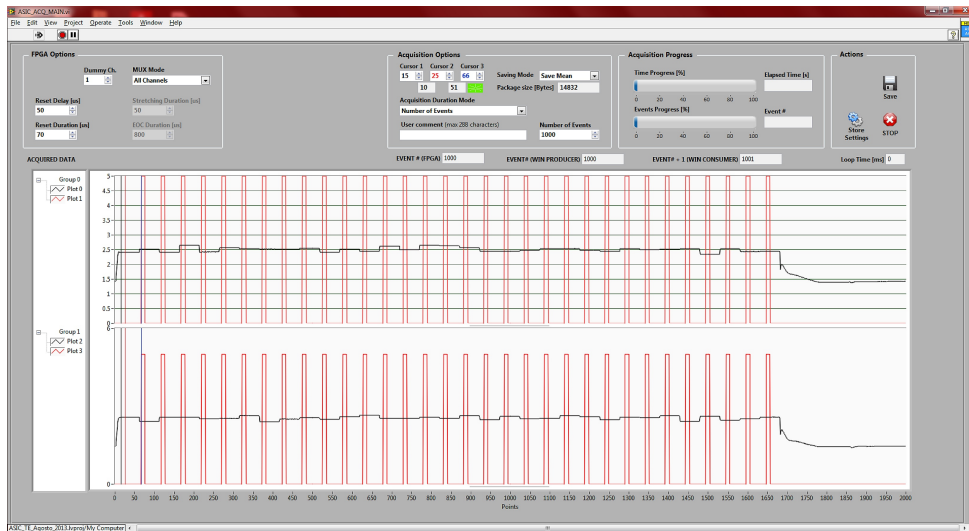 ASIC_ACQ_MAIN.vi
File Edit View Project Operate Tools Window Help
FPGA Options
Dummy Ch.
1
MUX Mode
All Channels
Reset Delay [us]
50
Stretching Duration [us]
50
Reset Duration [us]
70
EOC Duration [us]
800
Acquisition Options
Cursor 1 Cursor 2 Cursor 3
15 25 66
10 51
Saving Mode Save Mean
Package size [Bytes] 14832
Acquisition Duration Mode
Number of Events
User comment (max 288 characters)
Number of Events
1000
Acquisition Progress
Time Progress [%]
Elapsed Time [s]
0 20 40 60 80 100
Events Progress [%]
Event #
0 20 40 60 80 100
Actions
Save
Store Settings
STOP
ACQUIRED DATA
EVENT # (FPGA) 1000
EVENT# (WIN PRODUCER) 1000
EVENT# + 1 (WIN CONSUMER) 1001
Loop Time [ms] 0
Group 0
Plot 0
Plot 1
5
4.5
4
3.5
3
2.5
2
1.5
1
0.5
0
Group 1
Plot 2
Plot 3
6
0
0 50 100 150 200 250 300 350 400 450 500 550 600 650 700 750 800 850 900 950 1000 1050 1100 1150 1200 1250 1300 1350 1400 1450 1500 1550 1600 1650 1700 1750 1800 1850 1900 1950 2000
Points
ASIC_TE_Agosto_2013.lvproj/My Computer